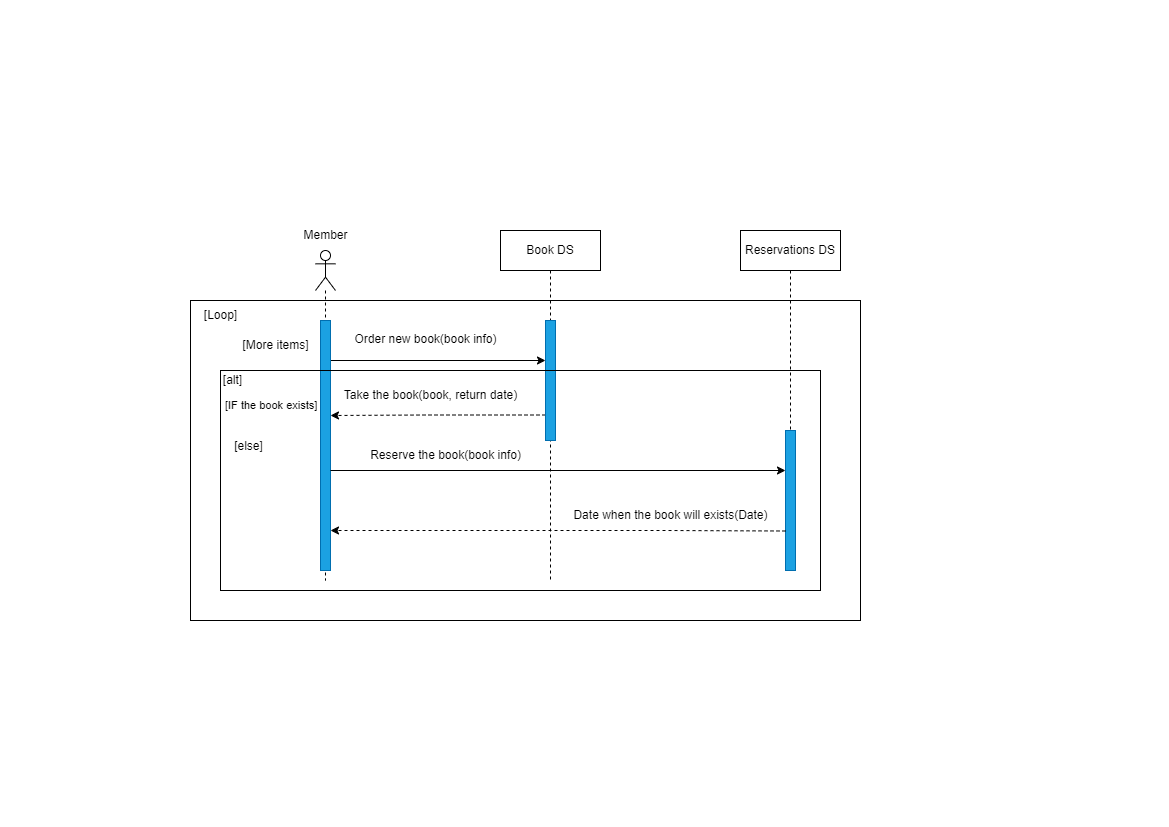 Member
Book DS
Reservations DS
[Loop]
[More items]
Order new book(book info)
[alt]
[IF the book exists]
Take the book(book, return date)
[else]
Reserve the book(book info)
Date when the book will exists(Date)